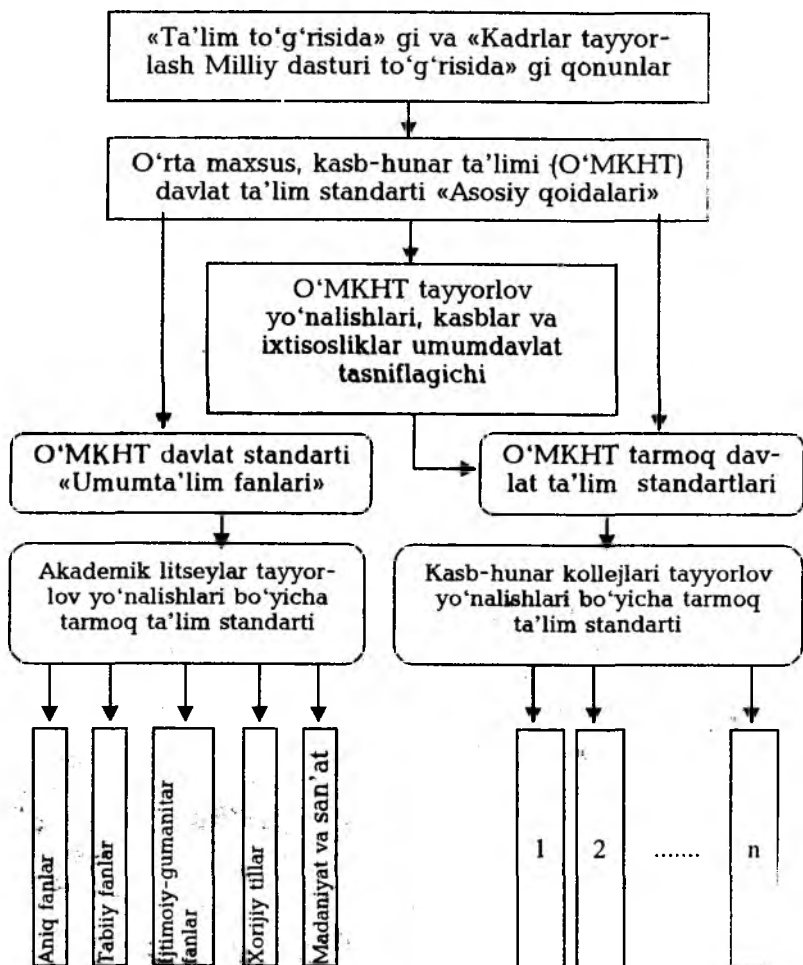 «Ta’lim to‘g‘risida» gi va «Kadrlar tayyor-
lash Milliy dasturi to‘g‘risida» gi qonunlar
O‘rta maxsus, kasb-hunar ta’limi (O‘MKHT)
davlat ta’lim standarti «Asosiy qoidalari»
O‘MKHT tayyorlov
yo‘nalishlari, kasblar va
ixtisosliklar umumdavlat
tasniflagichi
O‘MKHT davlat standarti
«Umumta’lim fanlari»
O‘MKHT tarmoq dav-
lat ta’lim standartlari
Akademik litseylar tayyor-
lov yo‘nalishlari bo‘yicha
tarmoq ta’lim standarti
Kasb-hunar kollejlari tayyorlov
yo‘nalishlari bo‘yicha tarmoq
ta’lim standarti
Aniq fanlar
Tabiiy fanlar
Ijtimoiy-gumanitar
fanlar
Xorijiy tillar
Madaniyat va san’at
1
2
........
n